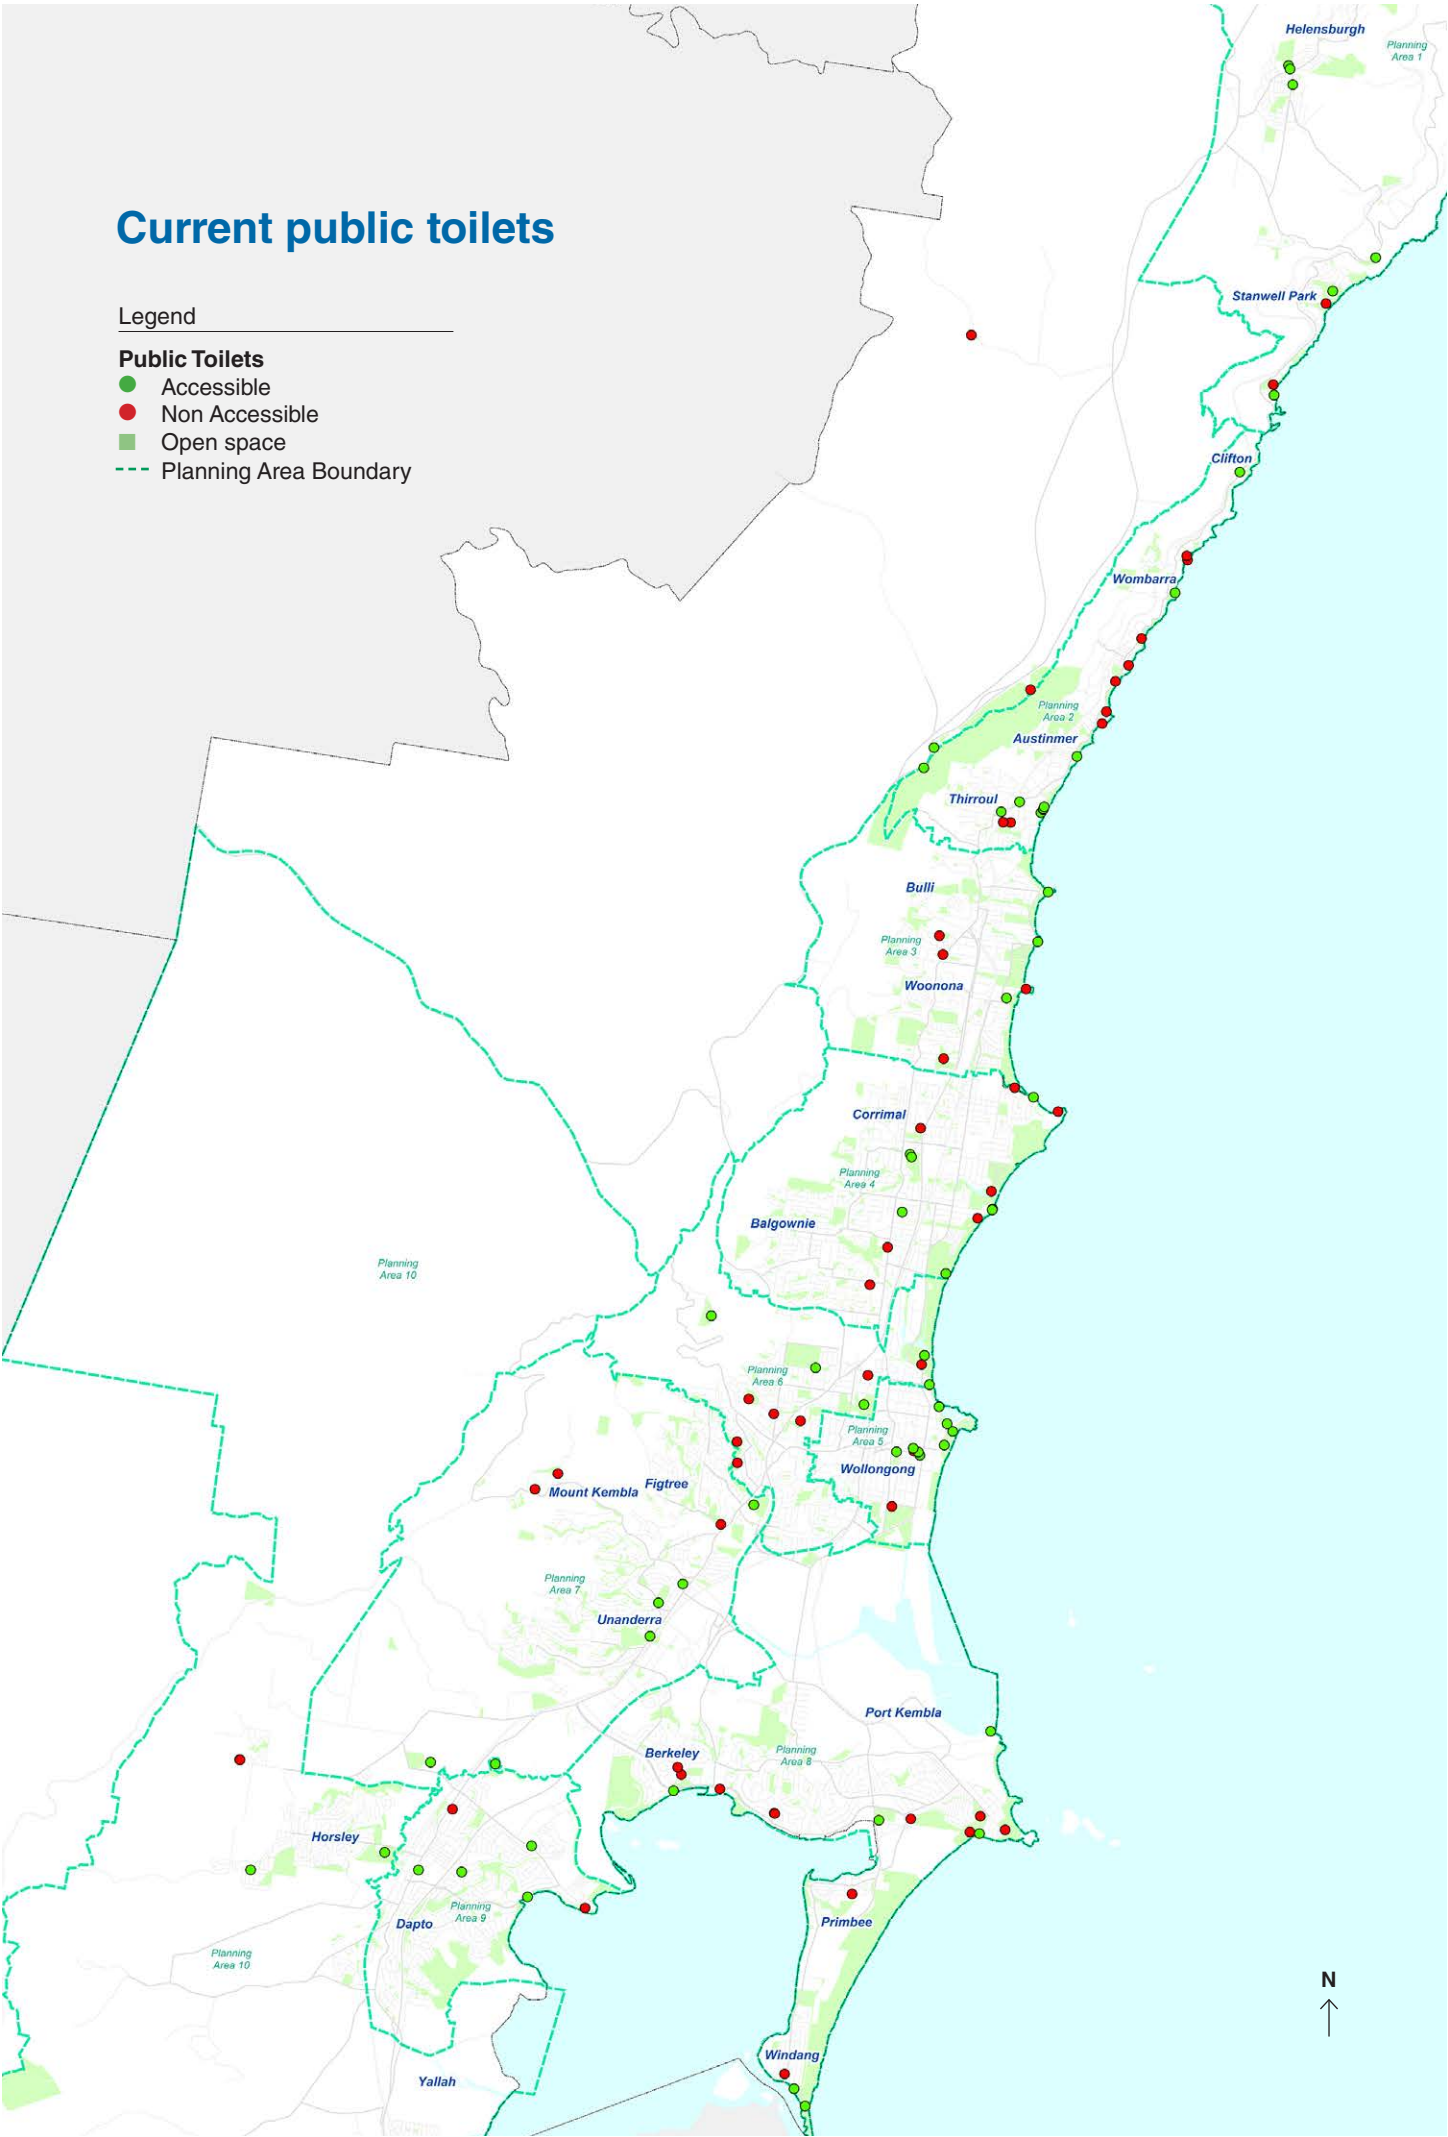 Helensburgh
Planning
Area 1
Current public toilets
Legend
Stanwell Park
Public Toilets
Accessible
Non Accessible
Open space
Planning Area Boundary
Clifton
Wombarra
Planning
Area 2
Austinmer
Thirroul
Bulli
Planning
Area 3
Woonona
Corrimal
Planning
Area 4
Balgownie
Planning
Area 10
Planning
Area 6
Planning
Area 5
Wollongong
Figtree
Mount Kembla
Planning
Area 7
Unanderra
Port Kembla
Berkeley
Planning
Area 8
Horsley
Planning
Area 9
Dapto
Primbee
Planning
Area 10
N
Windang
Yallah